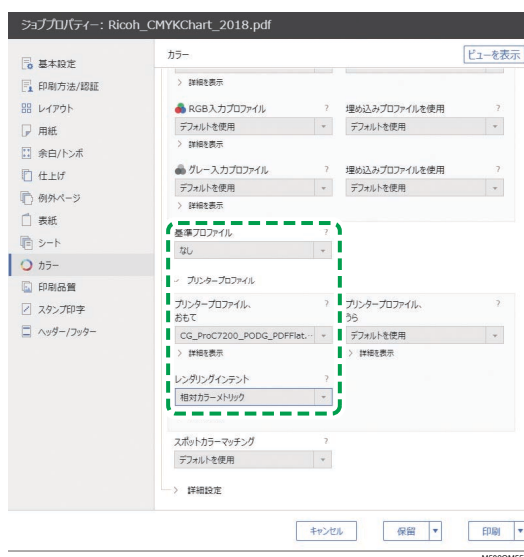 ジョブプロパティー: Ricoh_CMYKChart_2018.pdf
基本設定
印刷方法/認証
レイアウト
用紙
余白/トンボ
仕上げ
例外ページ
表紙
シート
カラー
印刷品質
スタンプ印字
ヘッダー/フッター
カラー
ビューを表示
> 詳細を表示
RGB入力プロファイル ? 埋め込みプロファイルを使用 ?
デフォルトを使用 デフォルトを使用
> 詳細を表示
グレー入力プロファイル ? 埋め込みプロファイルを使用 ?
デフォルトを使用 デフォルトを使用
> 詳細を表示
基準プロファイル ?
なし
プリンタープロファイル
プリンタープロファイル、 ? プリンタープロファイル、 ?
おもて うら
CG_ProC7200_PODG_PDFFlat... デフォルトを使用
> 詳細を表示 > 詳細を表示
レンダリングインテント ?
相対カラーメトリック
スポットカラーマッチング ?
デフォルトを使用
> 詳細設定
キャンセル 保留 印刷